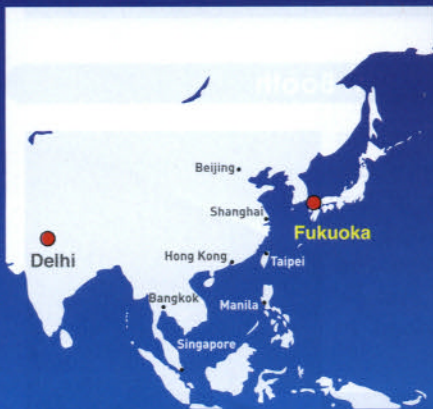 Beijing
Shanghai
Fukuoka
Delhi
Hong Kong
Taipei
Bangkok
Manila
Singapore